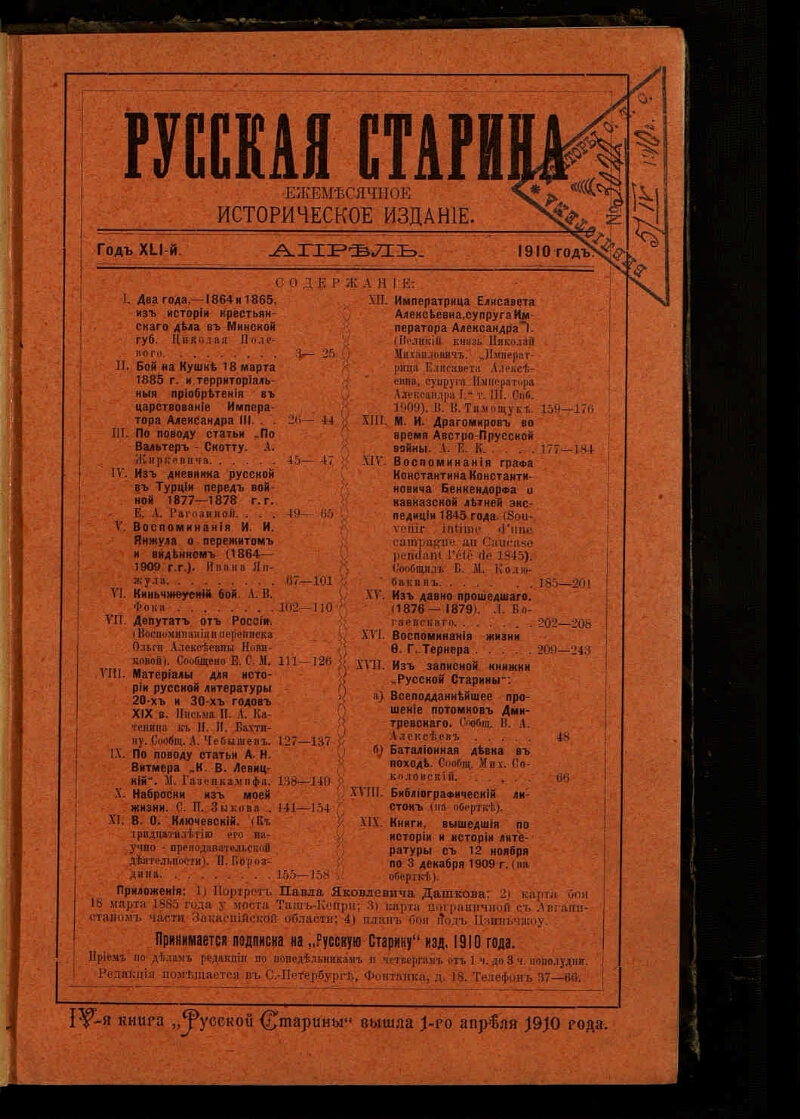 РУССКАЯ СТАРИНА
ЕЖЕМѢСЯЧНОЕ
ИСТОРИЧЕСКОЕ ИЗДАНІЕ.
Годъ XLI-й.
АПРѢЛЬ.
1910 годъ.
СОДЕРЖАНІЕ:
I. Два года,—1864 и 1865,
изъ исторіи крестьян-
скаго дѣла въ Минской
губ. Николая Поле-
вого. 3— 25
II. Бой на Кушкѣ 18 марта
1885 г. и территоріаль-
ныя пріобрѣтенія въ
царствованіе Импера-
тора Александра III. 26— 44
III. По поводу статьи „По
Вальтеръ-Скотту. А.
Жиркевича. 45— 47
IV. Изъ дневника русской
въ Турціи передъ вой-
ной 1877—1878 г.г.
Е. А. Рагозиной. 49— 65
V. Воспоминанія И. И.
Янжула о пережитомъ
и видѣнномъ (1864—
1909 г.г.). Ивана Ян-
жула. 67—101
VI. Киньчжоускій бой. А. В.
Фока 102—110
VII. Депутатъ отъ Россіи.
(Воспоминанія и переписка
Ольги Алексѣевны Нови-
ковой). Сообщено Е. С. М. 111—126
VIII. Матеріалы для исто-
ріи русской литературы
20-хъ и 30-хъ годовъ
XIX в. Письма П. А. Ка-
тенина къ Н. И. Бахти-
ну. Сообщ. А. Чебышевъ. 127—137
IX. По поводу статьи А. Н.
Витмера „К. В. Левиц-
кій“. М. Газенкампфа. 138—140
X. Наброски изъ моей
жизни. С. П. Зыкова 141—154
XI. В. О. Ключевскій. (Къ
тридцатилѣтію его на-
учно-преподавательской
дѣятельности). И. Бороз-
дина. 155—158
XII. Императрица Елисавета
Алексѣевна, супруга Им-
ператора Александра I.
(Великій князь Николай
Михаиловичъ. „Императ-
рица Елисавета Алексѣ-
евна, супруга Императора
Александра I.“ т. III. Спб.
1909). В. В. Тимощукъ. 159—176
XIII. М. И. Драгомировъ во
время Австро-Прусской
войны. А. Е. К. 177—184
XIV. Воспоминанія графа
Константина Константи-
новича Бенкендорфа о
кавказской лѣтней экс-
педиціи 1845 года. (Sou-
venir intime d'une
campagne au Caucase
pendant l'été de 1845).
Сообщилъ Б. М. Колю-
бакинъ. 185—201
XV. Изъ давно прошедшаго.
(1876—1879). Л. Бо-
гаевскаго. 202—208
XVI. Воспоминанія жизни
Ѳ. Г. Тернера 209—243
XVII. Изъ записной книжки
„Русской Старины“:
а) Всеподданнѣйшее про-
шеніе потомковъ Дми-
тревскаго. Сообщ. В. А.
Алексѣевъ 48
б) Баталіонная дѣвка въ
походѣ. Сообщ. Мих. Со-
коловскій. 66
XVIII. Библіографическій ли-
стокъ (на оберткѣ).
XIX. Книги, вышедшія по
исторіи и исторіи лите-
ратуры съ 12 ноября
по 3 декабря 1909 г. (на
оберткѣ).
Приложенія: 1) Портретъ Павла Яковлевича Дашкова; 2) карта боя
18 марта 1885 года у моста Ташъ-Кепри; 3) карта пограничной съ Афгани-
станомъ части Закаспійской области; 4) планъ боя подъ Цзиньчжоу.
Принимается подписка на „Русскую Старину“ изд. 1910 года.
Пріемъ по дѣламъ редакціи по понедѣльникамъ и четвергамъ отъ 1 ч. до 3 ч. пополудни.
Редакція помѣщается въ С.-Петербургѣ, Фонтанка, д. 18. Телефонъ 37—66.
IV-я книга „Русской Старины“ вышла 1-го апрѣля 1910 года.